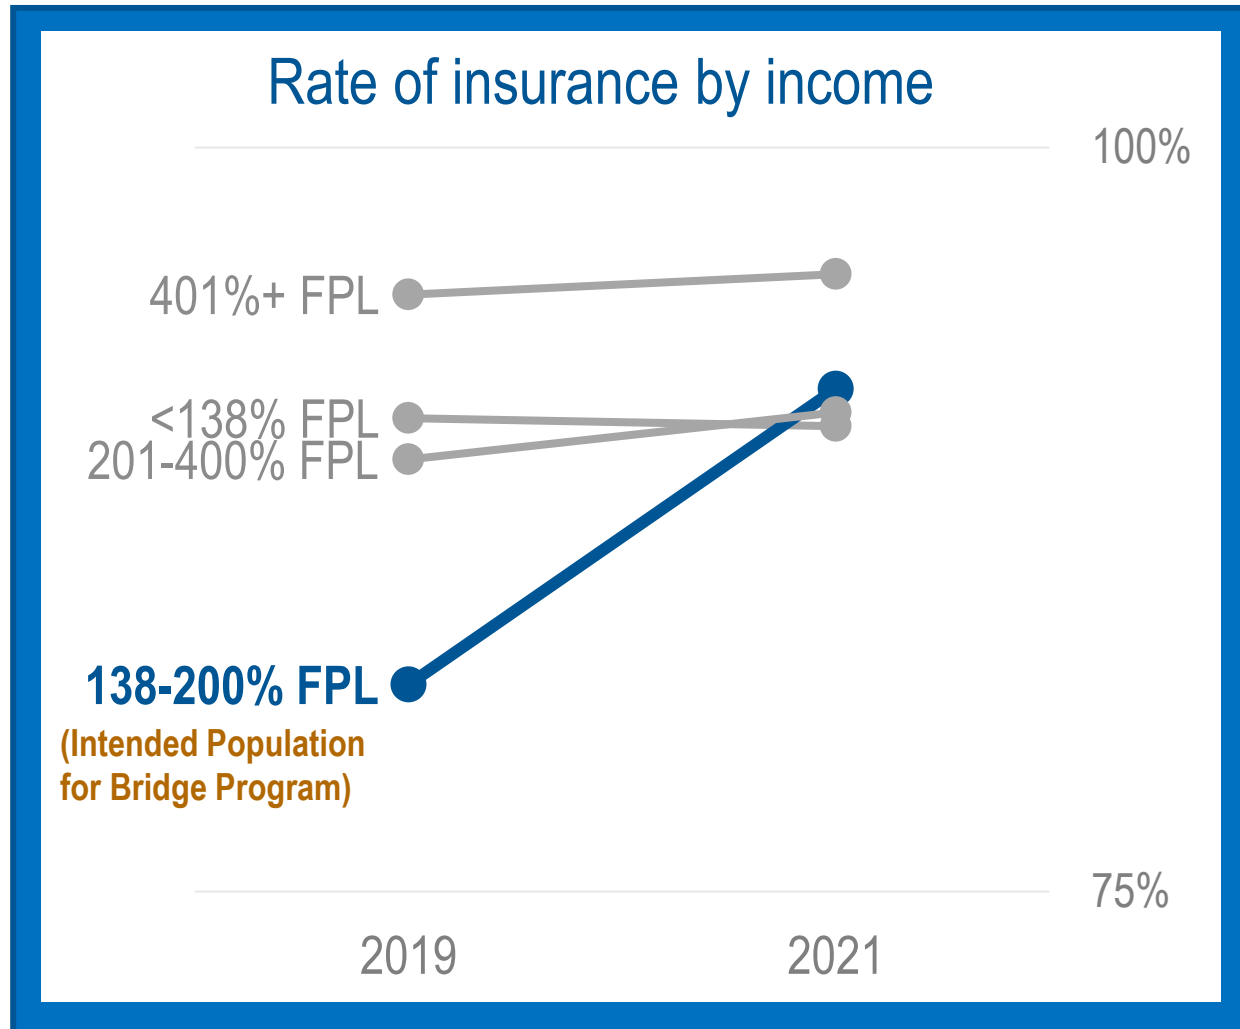 Rate of insurance by income
100%
401%+ FPL
<138% FPL
201-400% FPL
138-200% FPL
(Intended Population
for Bridge Program)
75%
2019
2021